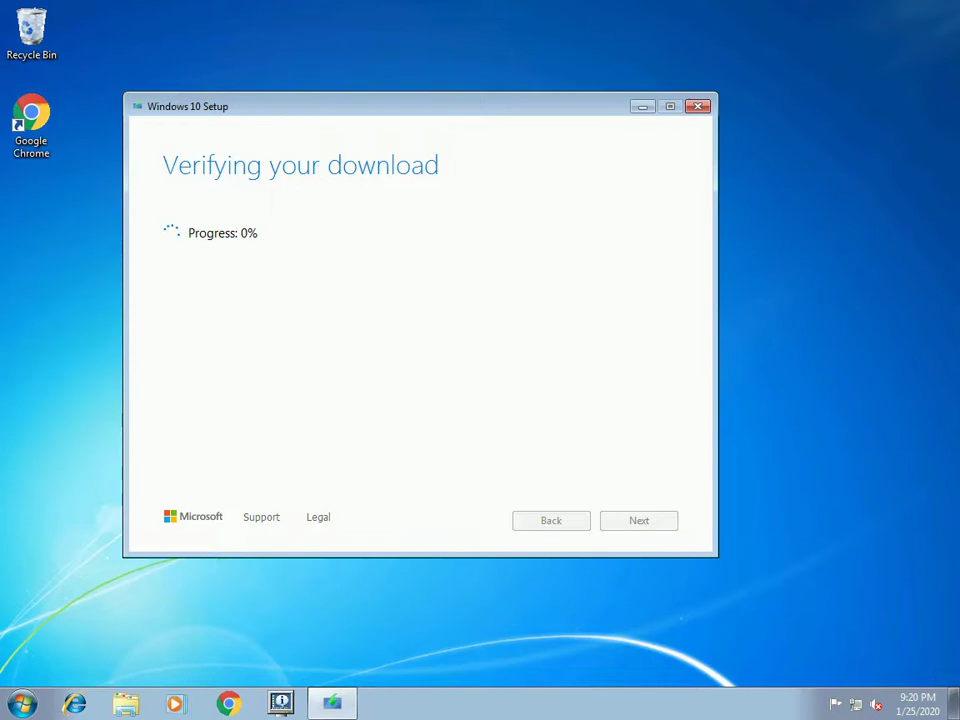 Recycle Bin
Google
Chrome
Windows 10 Setup
Verifying your download
Progress: 0%
Microsoft
Support
Legal
Back
Next
9:20 PM
1/25/2020